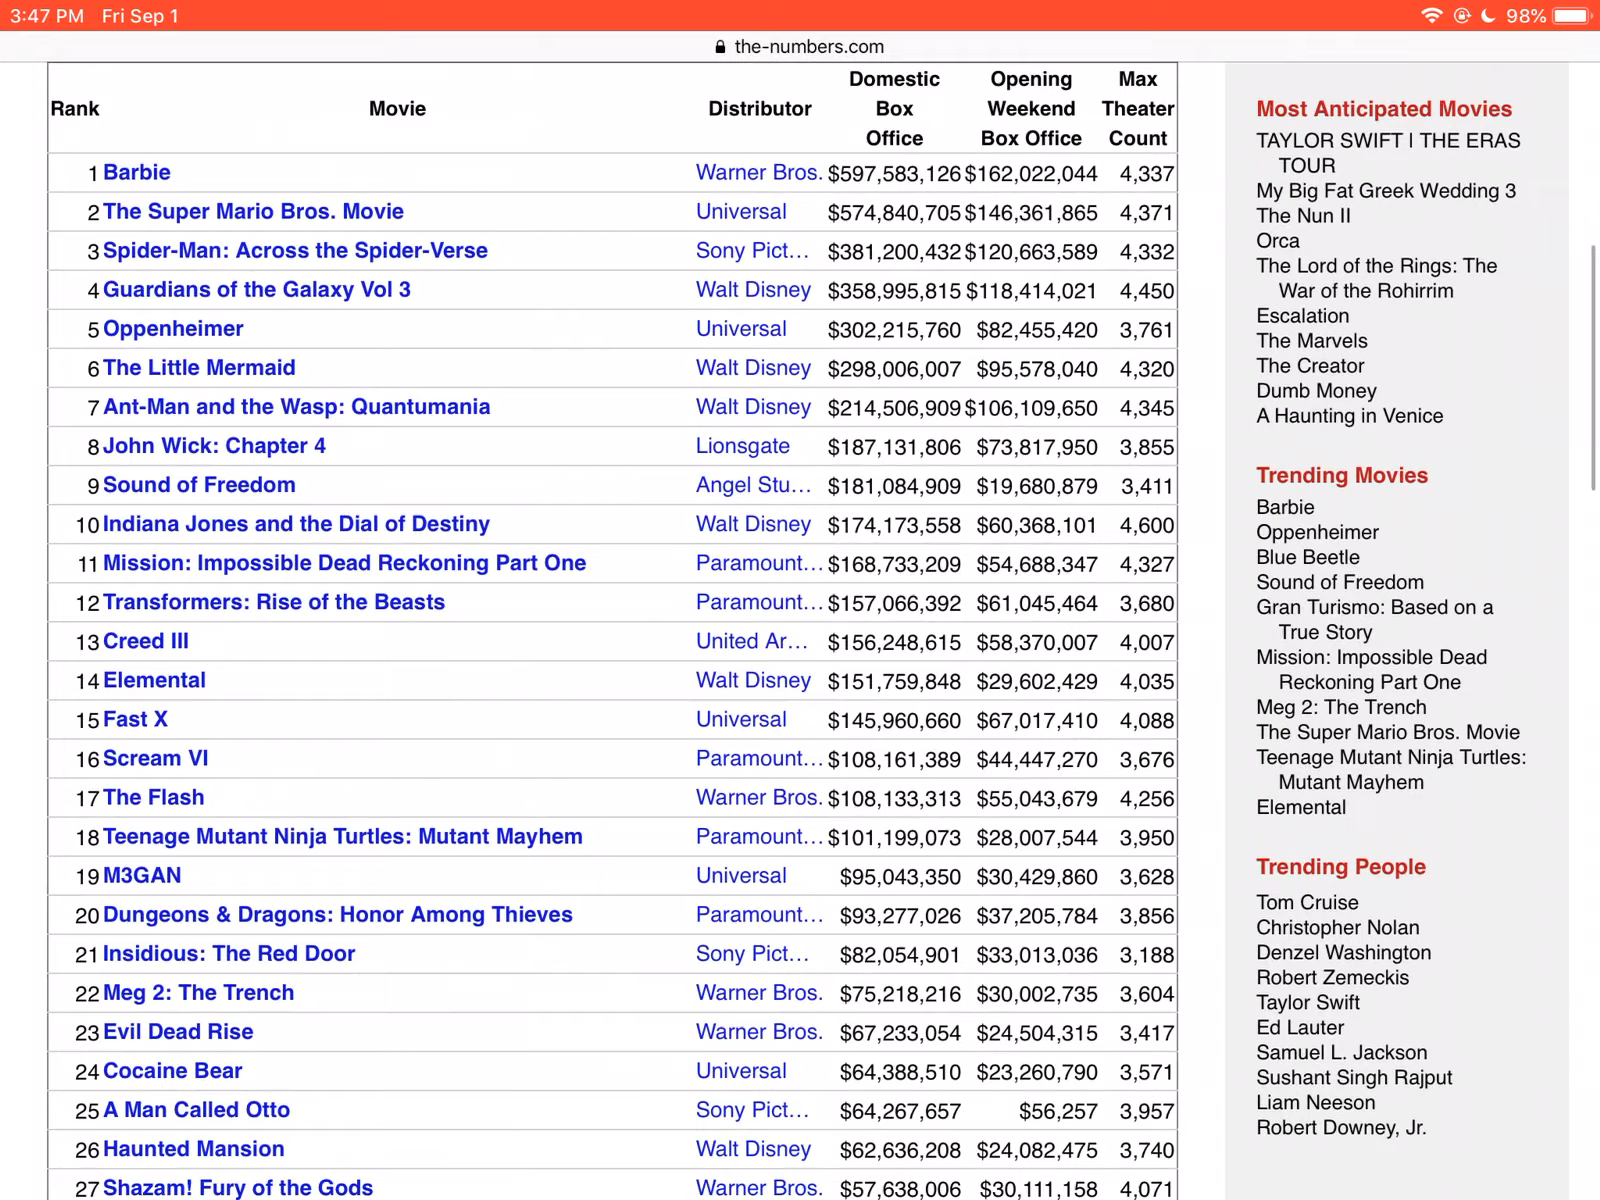 3:47 PM Fri Sep 1 98%
the-numbers.com
Rank Movie Distributor Domestic Box Office Opening Weekend Box Office Max Theater Count
1 Barbie Warner Bros. $597,583,126 $162,022,044 4,337
2 The Super Mario Bros. Movie Universal $574,840,705 $146,361,865 4,371
3 Spider-Man: Across the Spider-Verse Sony Pict… $381,200,432 $120,663,589 4,332
4 Guardians of the Galaxy Vol 3 Walt Disney $358,995,815 $118,414,021 4,450
5 Oppenheimer Universal $302,215,760 $82,455,420 3,761
6 The Little Mermaid Walt Disney $298,006,007 $95,578,040 4,320
7 Ant-Man and the Wasp: Quantumania Walt Disney $214,506,909 $106,109,650 4,345
8 John Wick: Chapter 4 Lionsgate $187,131,806 $73,817,950 3,855
9 Sound of Freedom Angel Stu… $181,084,909 $19,680,879 3,411
10 Indiana Jones and the Dial of Destiny Walt Disney $174,173,558 $60,368,101 4,600
11 Mission: Impossible Dead Reckoning Part One Paramount… $168,733,209 $54,688,347 4,327
12 Transformers: Rise of the Beasts Paramount… $157,066,392 $61,045,464 3,680
13 Creed III United Ar… $156,248,615 $58,370,007 4,007
14 Elemental Walt Disney $151,759,848 $29,602,429 4,035
15 Fast X Universal $145,960,660 $67,017,410 4,088
16 Scream VI Paramount… $108,161,389 $44,447,270 3,676
17 The Flash Warner Bros. $108,133,313 $55,043,679 4,256
18 Teenage Mutant Ninja Turtles: Mutant Mayhem Paramount… $101,199,073 $28,007,544 3,950
19 M3GAN Universal $95,043,350 $30,429,860 3,628
20 Dungeons & Dragons: Honor Among Thieves Paramount… $93,277,026 $37,205,784 3,856
21 Insidious: The Red Door Sony Pict… $82,054,901 $33,013,036 3,188
22 Meg 2: The Trench Warner Bros. $75,218,216 $30,002,735 3,604
23 Evil Dead Rise Warner Bros. $67,233,054 $24,504,315 3,417
24 Cocaine Bear Universal $64,388,510 $23,260,790 3,571
25 A Man Called Otto Sony Pict… $64,267,657 $56,257 3,957
26 Haunted Mansion Walt Disney $62,636,208 $24,082,475 3,740
27 Shazam! Fury of the Gods Warner Bros. $57,638,006 $30,111,158 4,071
Most Anticipated Movies
TAYLOR SWIFT | THE ERAS
TOUR
My Big Fat Greek Wedding 3
The Nun II
Orca
The Lord of the Rings: The
War of the Rohirrim
Escalation
The Marvels
The Creator
Dumb Money
A Haunting in Venice
Trending Movies
Barbie
Oppenheimer
Blue Beetle
Sound of Freedom
Gran Turismo: Based on a
True Story
Mission: Impossible Dead
Reckoning Part One
Meg 2: The Trench
The Super Mario Bros. Movie
Teenage Mutant Ninja Turtles:
Mutant Mayhem
Elemental
Trending People
Tom Cruise
Christopher Nolan
Denzel Washington
Robert Zemeckis
Taylor Swift
Ed Lauter
Samuel L. Jackson
Sushant Singh Rajput
Liam Neeson
Robert Downey, Jr.